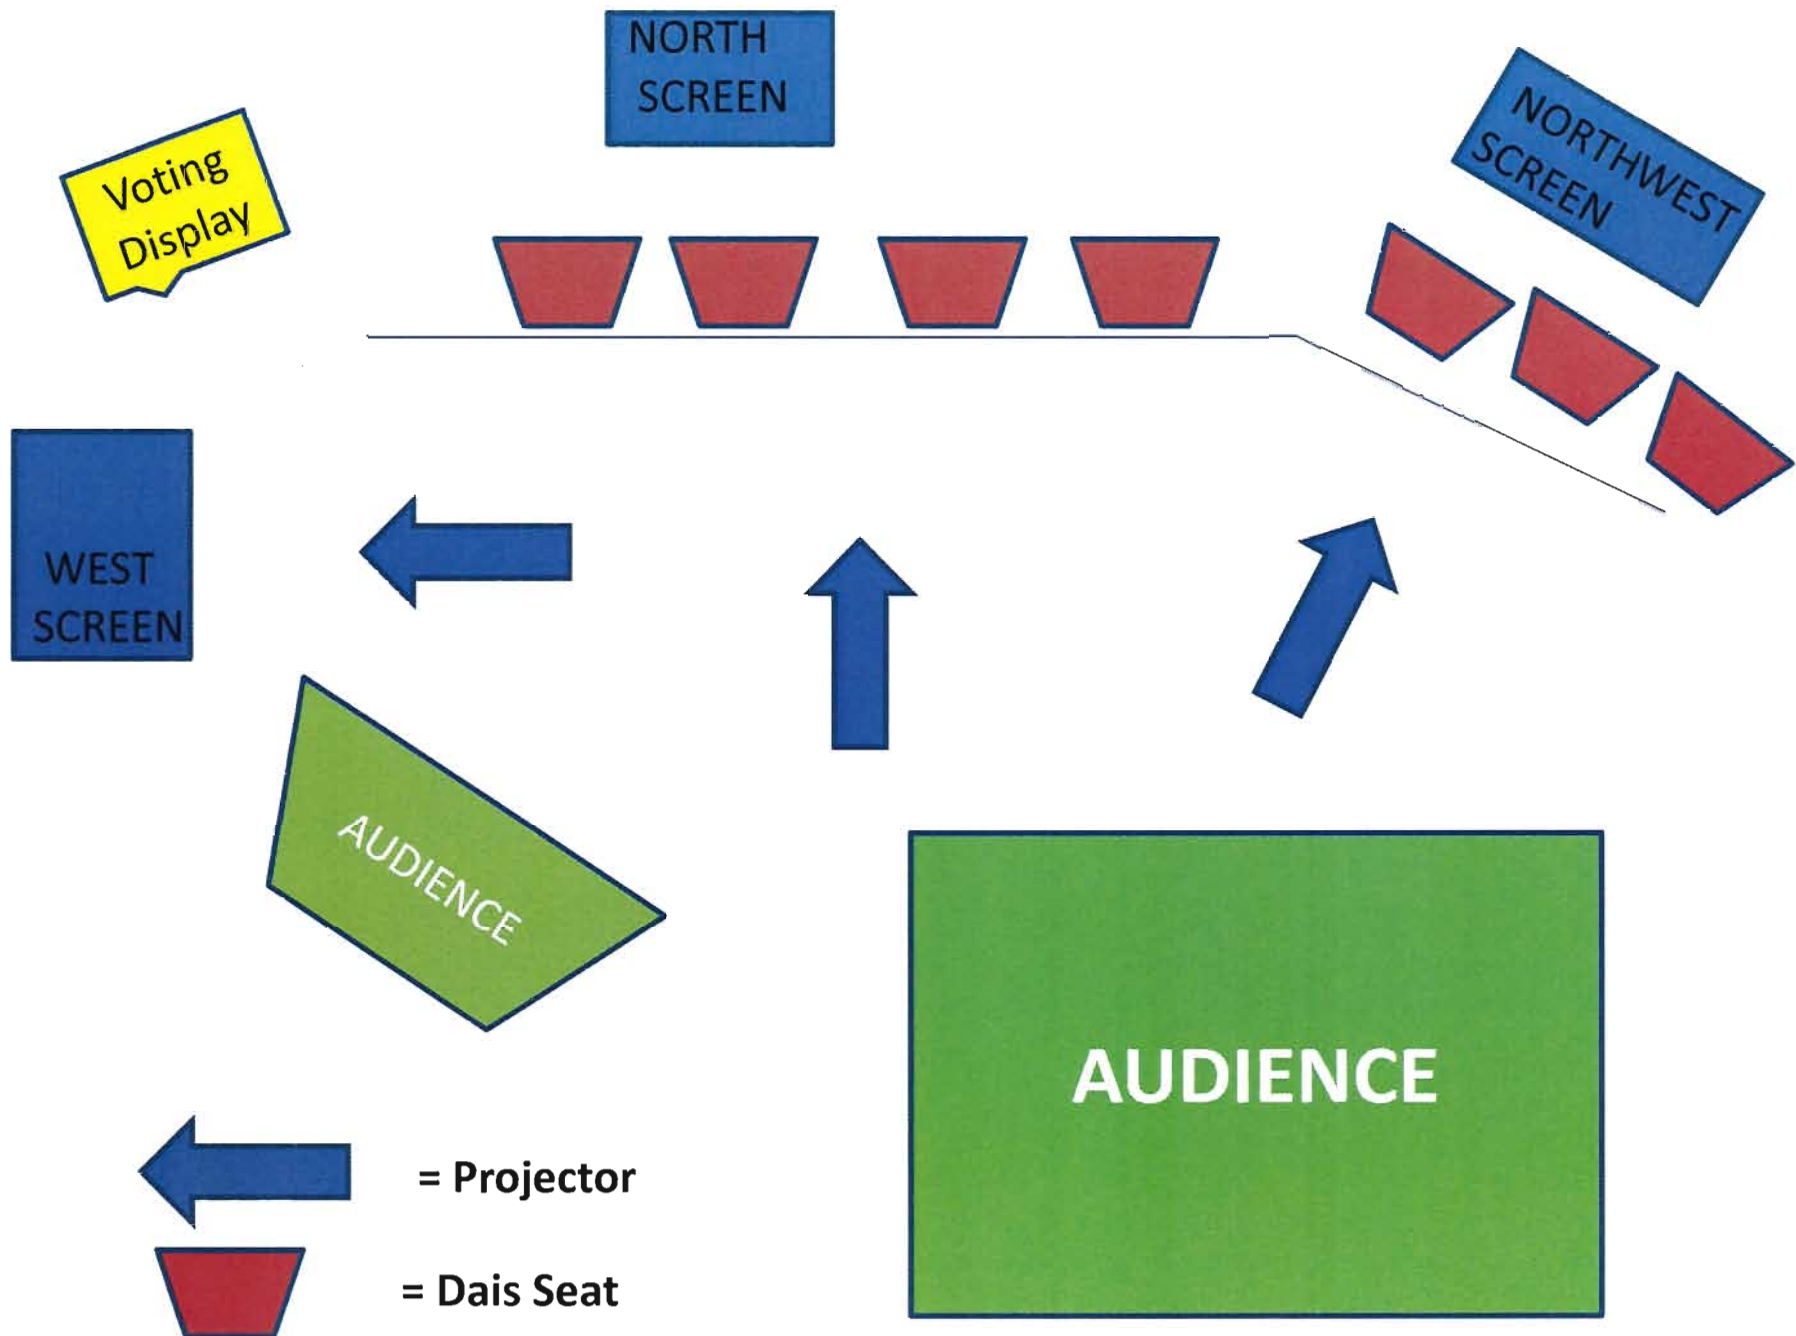 NORTH
SCREEN
NORTHWEST
SCREEN
Voting
Display
WEST
SCREEN
AUDIENCE
AUDIENCE
= Projector
= Dais Seat